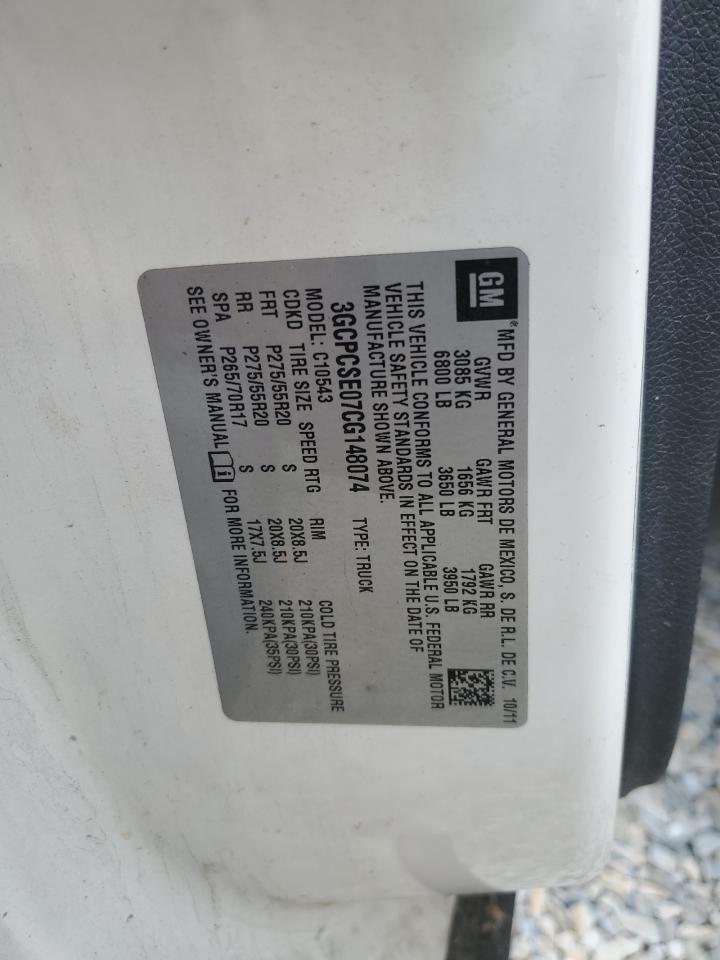 GM
® MFD BY GENERAL MOTORS DE MEXICO, S. DE R.L. DE C.V. 10/11
GVWR GAWR FRT GAWR RR
3085 KG 1656 KG 1792 KG
6800 LB 3650 LB 3950 LB
THIS VEHICLE CONFORMS TO ALL APPLICABLE U.S. FEDERAL MOTOR
VEHICLE SAFETY STANDARDS IN EFFECT ON THE DATE OF
MANUFACTURE SHOWN ABOVE.
3GCPCSE07CG148074 TYPE: TRUCK
MODEL: C10543
CDKD TIRE SIZE SPEED RTG RIM COLD TIRE PRESSURE
FRT P275/55R20 S 20X8.5J 210KPA(30PSI)
RR P275/55R20 S 20X8.5J 210KPA(30PSI)
SPA P265/70R17 S 17X7.5J 240KPA(35PSI)
SEE OWNER'S MANUAL FOR MORE INFORMATION.